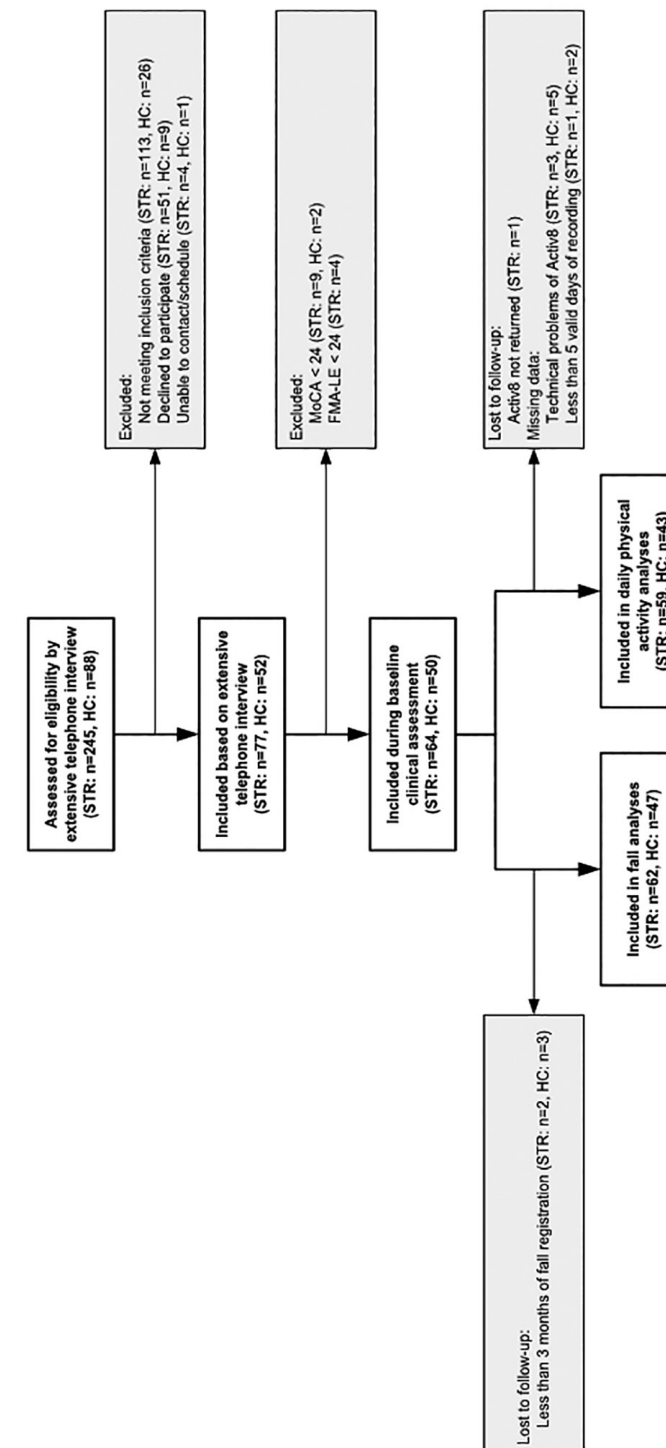 Assessed for eligibility by
extensive telephone interview
(STR: n=245, HC: n=88)
Excluded:
Not meeting inclusion criteria (STR: n=113, HC: n=26)
Declined to participate (STR: n=51, HC: n=9)
Unable to contact/schedule (STR: n=4, HC: n=1)
Included based on extensive
telephone interview
(STR: n=77, HC: n=52)
Excluded:
MoCA < 24 (STR: n=9, HC: n=2)
FMA-LE < 24 (STR: n=4)
Included during baseline
clinical assessment
(STR: n=64, HC: n=50)
Lost to follow-up:
Less than 3 months of fall registration (STR: n=2, HC: n=3)
Lost to follow-up:
Activ8 not returned (STR: n=1)
Missing data:
Technical problems of Activ8 (STR: n=3, HC: n=5)
Less than 5 valid days of recording (STR: n=1, HC: n=2)
Included in fall analyses
(STR: n=62, HC: n=47)
Included in daily physical
activity analyses
(STR: n=59, HC: n=43)